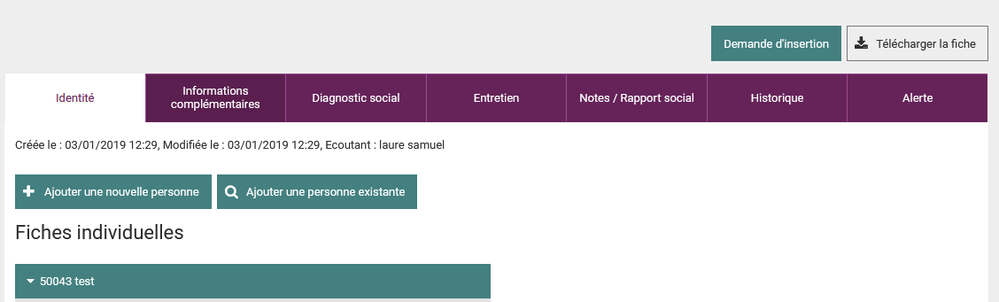 Demande d'insertion
Télécharger la fiche
Identité
Informations
complémentaires
Diagnostic social
Entretien
Notes / Rapport social
Historique
Alerte
Créée le : 03/01/2019 12:29, Modifiée le : 03/01/2019 12:29, Ecoutant : laure samuel
Ajouter une nouvelle personne
Ajouter une personne existante
Fiches individuelles
50043 test